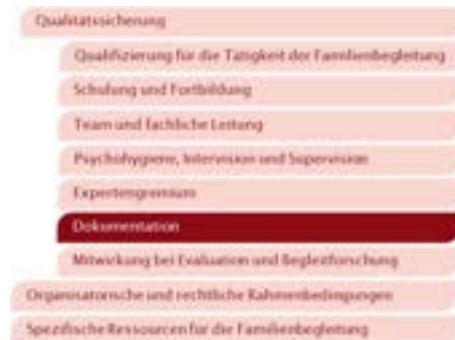 Qualitätssicherung
Qualifizierung für die Tätigkeit der Familienbegleitung
Schulung und Fortbildung
Team und fachliche Leitung
Psychohygiene, Intervision und Supervision
Expertengremium
Dokumentation
Mitwirkung bei Evaluation und Begleitforschung
Organisatorische und rechtliche Rahmenbedingungen
Spezifische Ressourcen für die Familienbegleitung